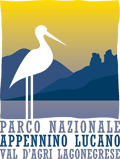 PARCO NAZIONALE
APPENNINO LUCANO
VAL D'AGRI LAGONEGRESE